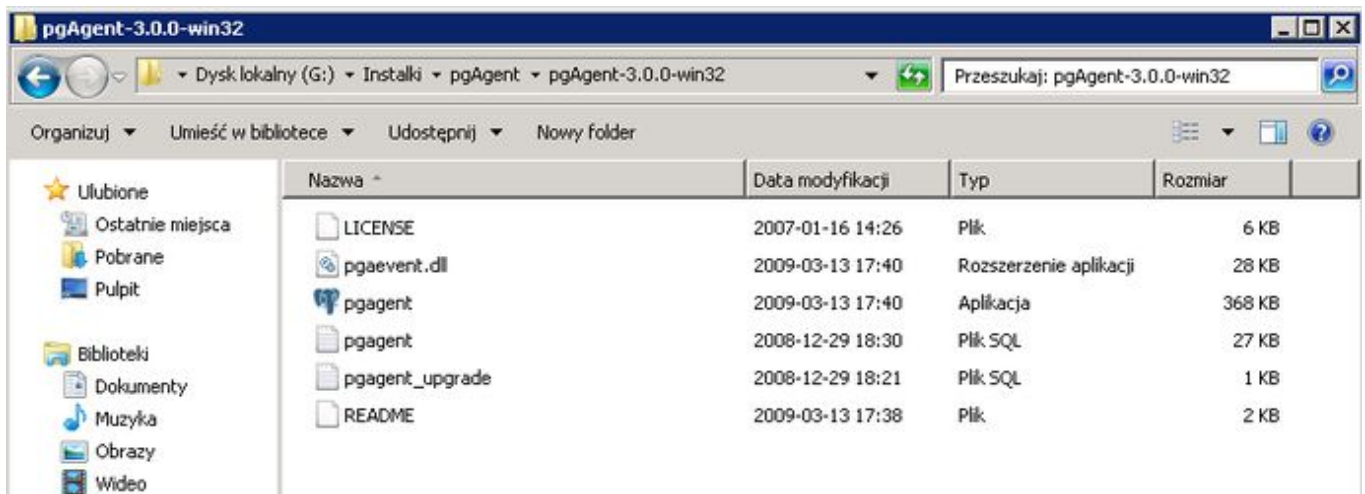 pgAgent-3.0.0-win32
Dysk lokalny (G:) Instalki pgAgent pgAgent-3.0.0-win32 Przeszukaj: pgAgent-3.0.0-win32
Organizuj Umieść w bibliotece Udostępnij Nowy folder
Ulubione
Ostatnie miejsca
Pobrane
Pulpit
Biblioteki
Dokumenty
Muzyka
Obrazy
Wideo
Nazwa Data modyfikacji Typ Rozmiar
LICENSE 2007-01-16 14:26 Plik 6 KB
pgaevent.dll 2009-03-13 17:40 Rozszerzenie aplikacji 28 KB
pgagent 2009-03-13 17:40 Aplikacja 368 KB
pgagent 2008-12-29 18:30 Plik SQL 27 KB
pgagent_upgrade 2008-12-29 18:21 Plik SQL 1 KB
README 2009-03-13 17:38 Plik 2 KB